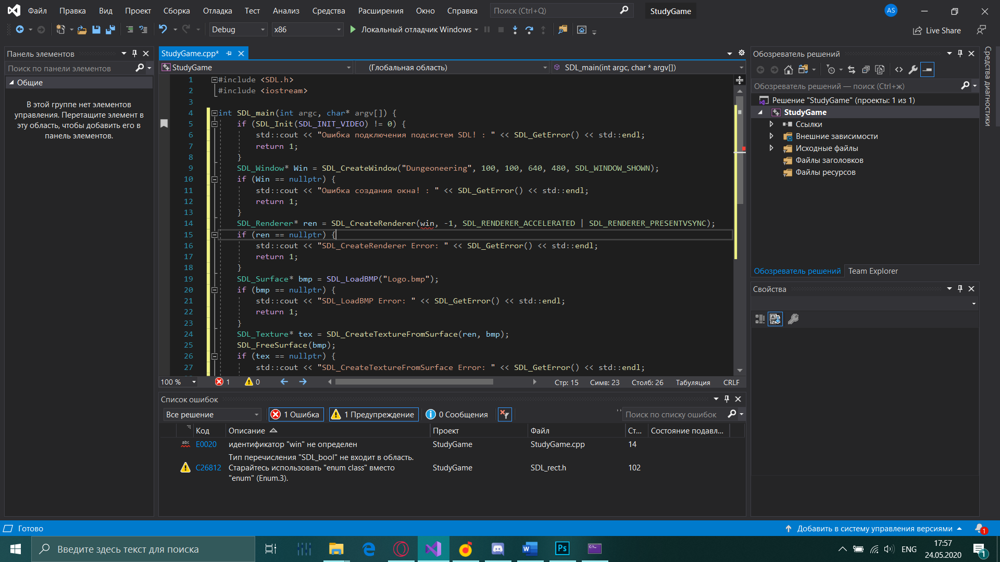 Файл Правка Вид Проект Сборка Отладка Тест Анализ Средства Расширения Окно Справка Поиск (Ctrl+Q) StudyGame AS
Debug x86 Локальный отладчик Windows Live Share
Панель элементов
Поиск по панели элементов
Общие
В этой группе нет элементов
управления. Перетащите элемент в
эту область, чтобы добавить его в
панель элементов.
StudyGame.cpp*
StudyGame (Глобальная область) SDL_main(int argc, char * argv[])
1 #include <SDL.h>
2 #include <iostream>
3
4 int SDL_main(int argc, char* argv[]) {
5 if (SDL_Init(SDL_INIT_VIDEO) != 0) {
6 std::cout << "Ошибка подключения подсистем SDL! : " << SDL_GetError() << std::endl;
7 return 1;
8 }
9 SDL_Window* Win = SDL_CreateWindow("Dungeoneering", 100, 100, 640, 480, SDL_WINDOW_SHOWN);
10 if (Win == nullptr) {
11 std::cout << "Ошибка создания окна! : " << SDL_GetError() << std::endl;
12 return 1;
13 }
14 SDL_Renderer* ren = SDL_CreateRenderer(win, -1, SDL_RENDERER_ACCELERATED | SDL_RENDERER_PRESENTVSYNC);
15 if (ren == nullptr) {
16 std::cout << "SDL_CreateRenderer Error: " << SDL_GetError() << std::endl;
17 return 1;
18 }
19 SDL_Surface* bmp = SDL_LoadBMP("Logo.bmp");
20 if (bmp == nullptr) {
21 std::cout << "SDL_LoadBMP Error: " << SDL_GetError() << std::endl;
22 return 1;
23 }
24 SDL_Texture* tex = SDL_CreateTextureFromSurface(ren, bmp);
25 SDL_FreeSurface(bmp);
26 if (tex == nullptr) {
27 std::cout << "SDL_CreateTextureFromSurface Error: " << SDL_GetError() << std::endl;
100 % 1 0 Стр: 15 Симв: 23 Столб: 26 Табуляция CRLF
Список ошибок
Все решение 1 Ошибка 1 Предупреждение 0 Сообщения Поиск по списку ошибок
Код Описание Проект Файл Ст... Состояние подавл...
abc E0020 идентификатор "win" не определен StudyGame StudyGame.cpp 14
Тип перечисления "SDL_bool" не входит в область.
C26812 Старайтесь использовать "enum class" вместо StudyGame SDL_rect.h 102
"enum" (Enum.3).
Обозреватель решений
Обозреватель решений — поиск (Ctrl+ж)
Решение "StudyGame" (проекты: 1 из 1)
StudyGame
Ссылки
Внешние зависимости
Исходные файлы
Файлы заголовков
Файлы ресурсов
Обозреватель решений Team Explorer
Свойства
Средства диагностики
Готово Добавить в систему управления версиями 1
Введите здесь текст для поиска W Ps ENG 17:57
24.05.2020 1